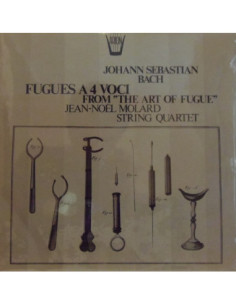 JOHANN SEBASTIAN
BACH
FUGUES A 4 VOCI
FROM "THE ART OF FUGUE"
JEAN-NOËL MOLARD
STRING QUARTET